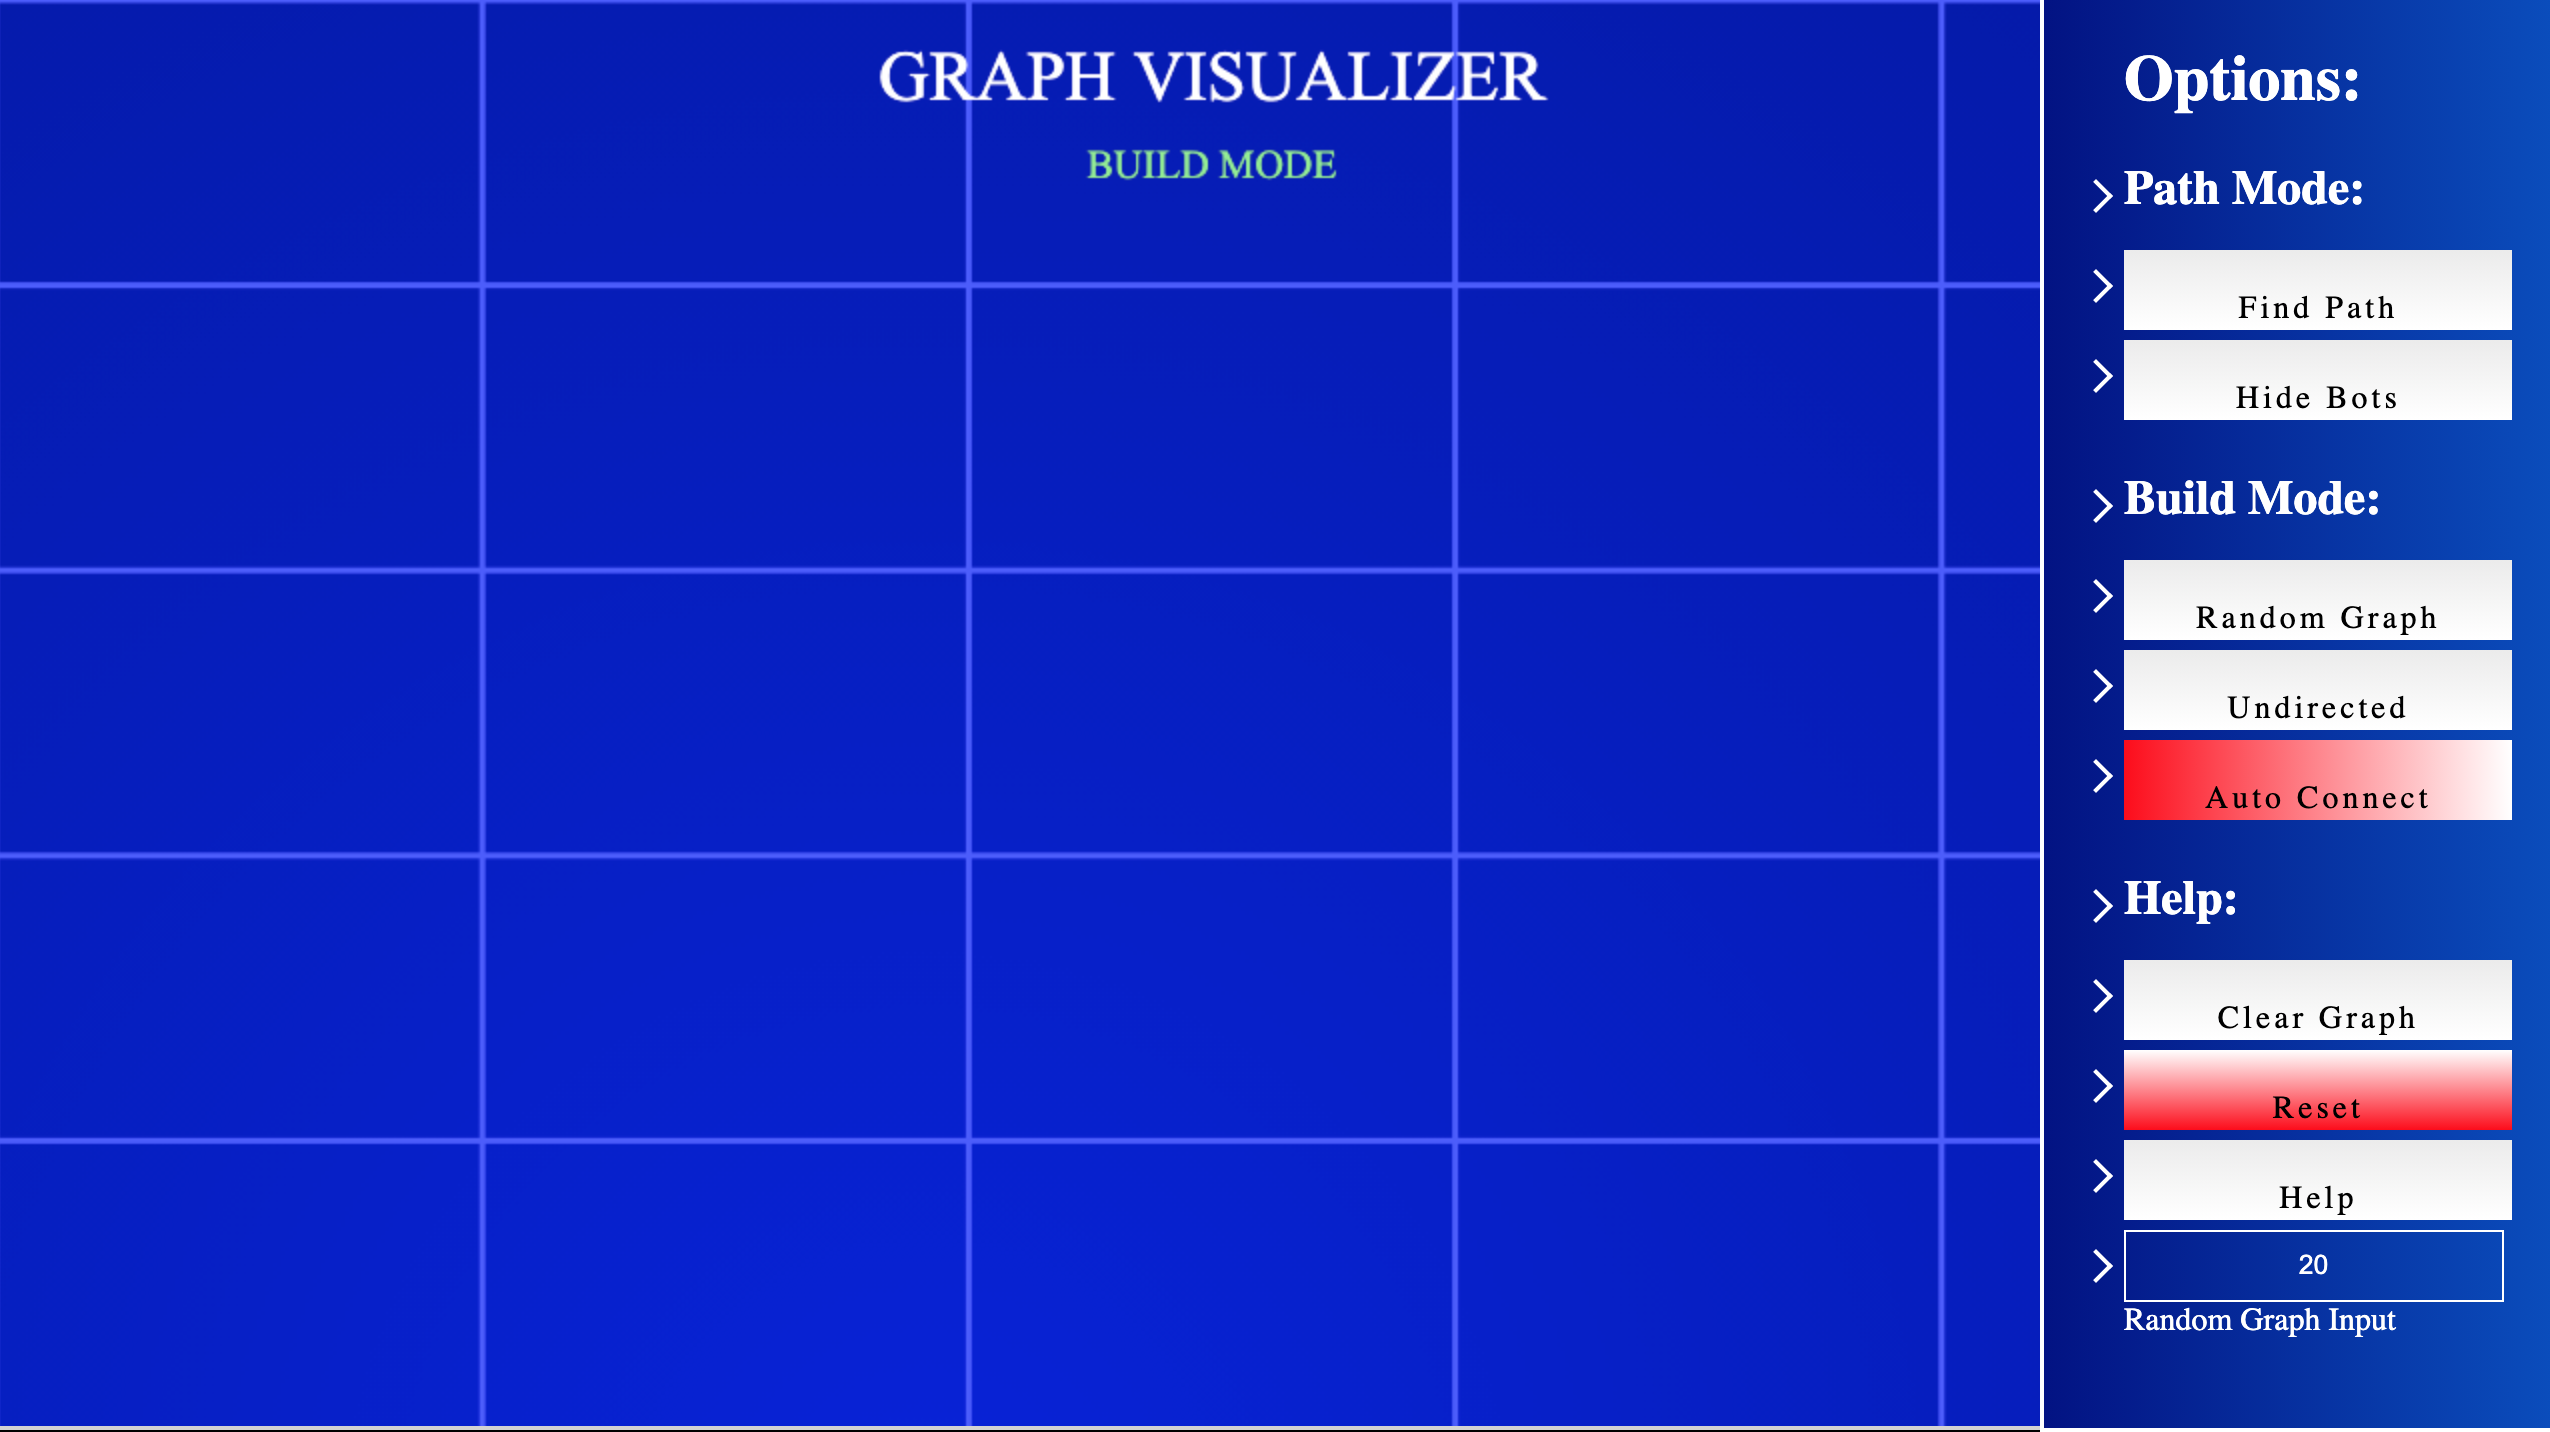 GRAPH VISUALIZER
BUILD MODE
Options:
Path Mode:
Find Path
Hide Bots
Build Mode:
Random Graph
Undirected
Auto Connect
Help:
Clear Graph
Reset
Help
20
Random Graph Input